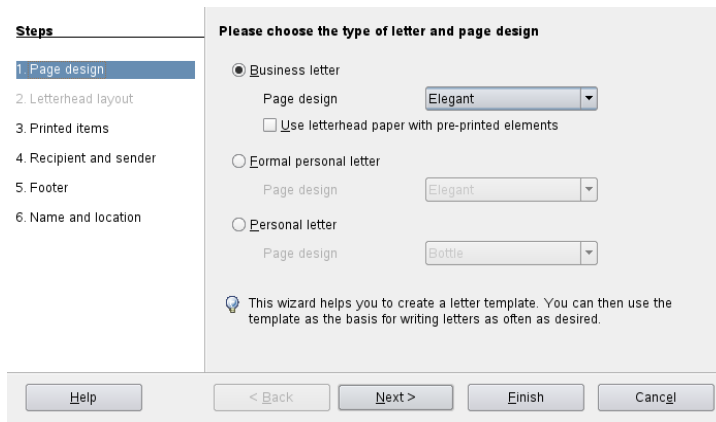 Steps
1. Page design
2. Letterhead layout
3. Printed items
4. Recipient and sender
5. Footer
6. Name and location
Please choose the type of letter and page design
Business letter
Page design Elegant
Use letterhead paper with pre-printed elements
Formal personal letter
Page design Elegant
Personal letter
Page design Bottle
This wizard helps you to create a letter template. You can then use the
template as the basis for writing letters as often as desired.
Help < Back Next > Finish Cancel